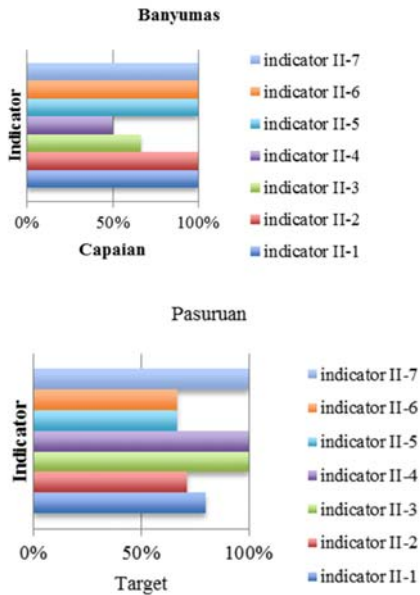 Banyumas
Indicator
indicator II-7
indicator II-6
indicator II-5
indicator II-4
indicator II-3
indicator II-2
indicator II-1
0% 50% 100%
Capaian
Pasuruan
Indicator
indicator II-7
indicator II-6
indicator II-5
indicator II-4
indicator II-3
indicator II-2
indicator II-1
0% 50% 100%
Target